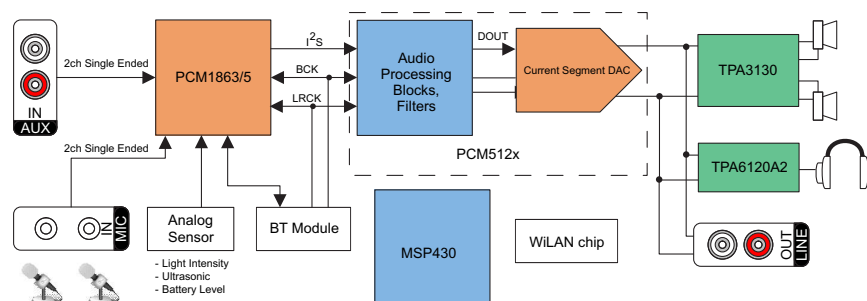 2ch Single Ended
IN
AUX
2ch Single Ended
IN
MIC
PCM1863/5
I2S
BCK
LRCK
Analog
Sensor
- Light Intensity
- Ultrasonic
- Battery Level
BT Module
Audio
Processing
Blocks,
Filters
DOUT
Current Segment DAC
PCM512x
MSP430
WiLAN chip
TPA3130
TPA6120A2
OUT
LINE